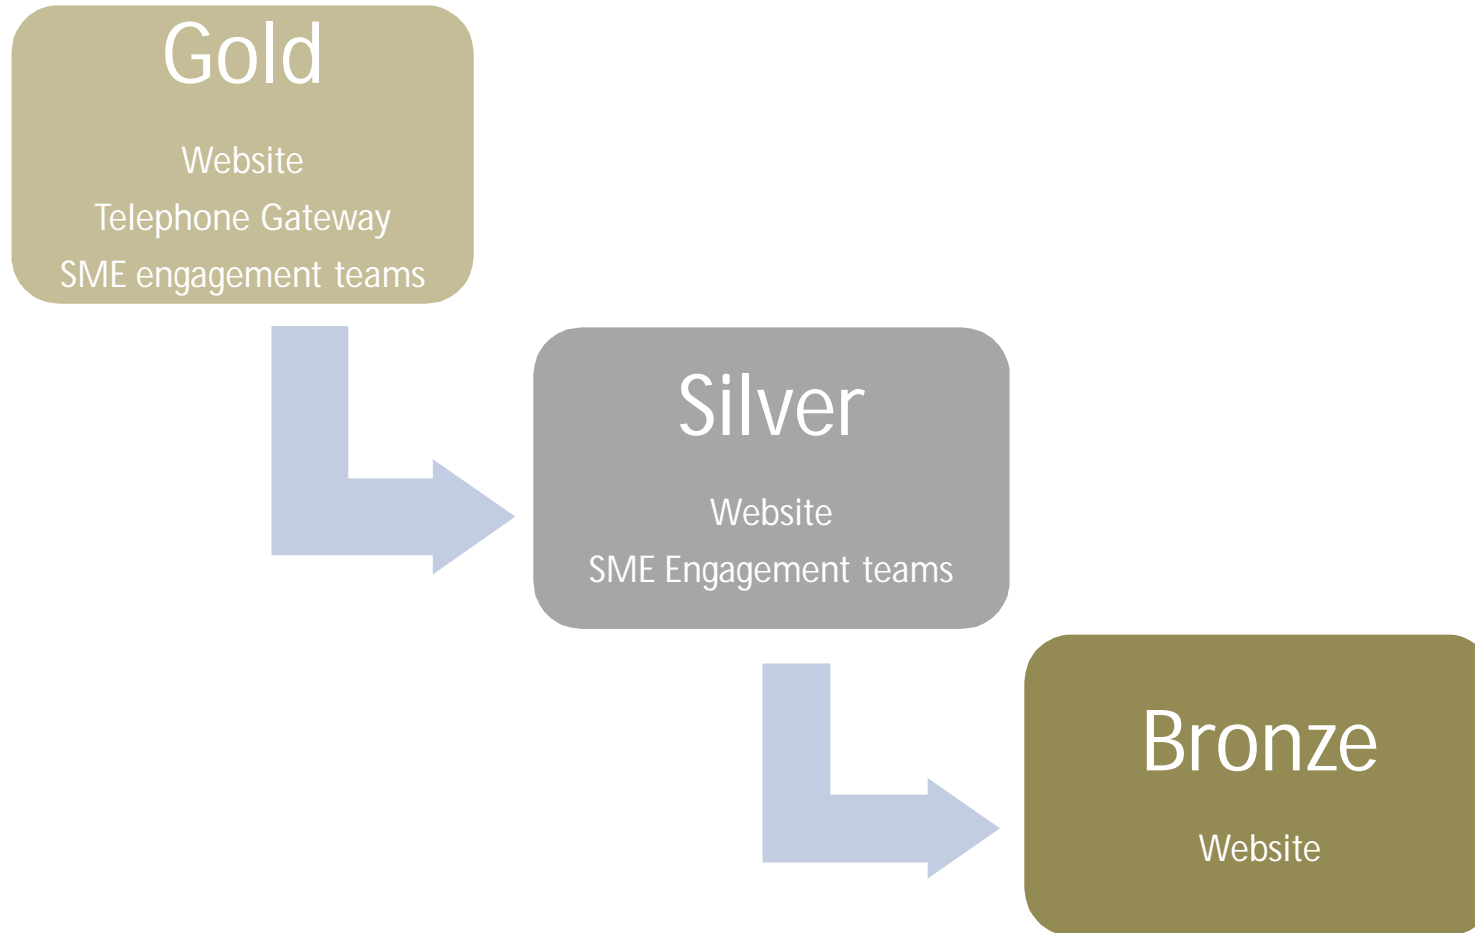 Gold
Website
Telephone Gateway
SME engagement teams
Silver
Website
SME Engagement teams
Bronze
Website